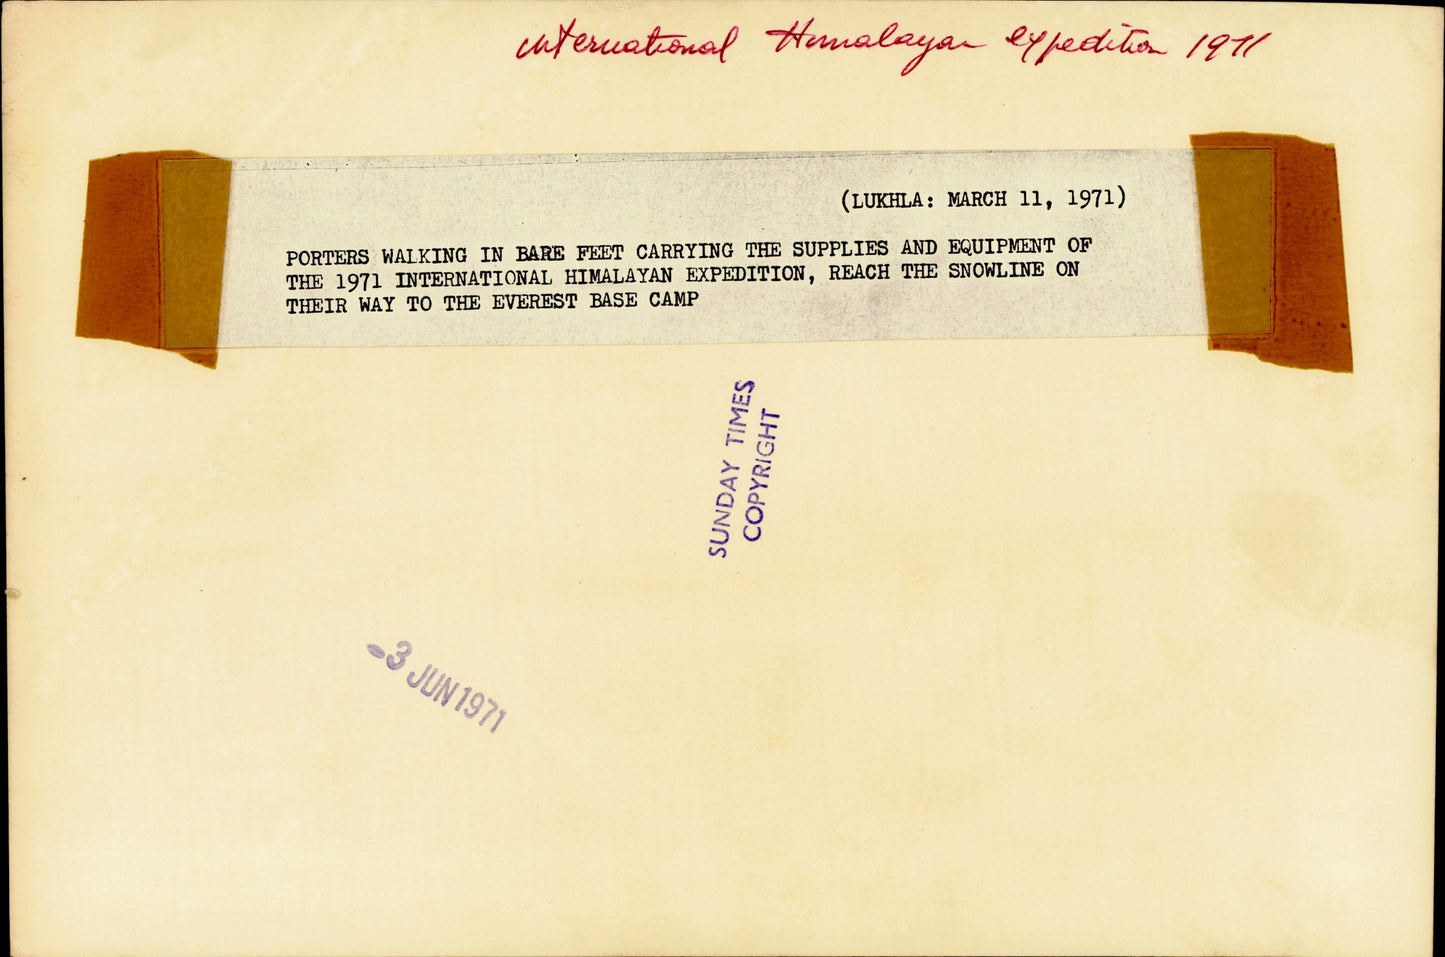 international Himalayan expedition 1971
(LUKHLA: MARCH 11, 1971)
PORTERS WALKING IN BARE FEET CARRYING THE SUPPLIES AND EQUIPMENT OF
THE 1971 INTERNATIONAL HIMALAYAN EXPEDITION, REACH THE SNOWLINE ON
THEIR WAY TO THE EVEREST BASE CAMP
SUNDAY TIMES
COPYRIGHT
-3 JUN 1971